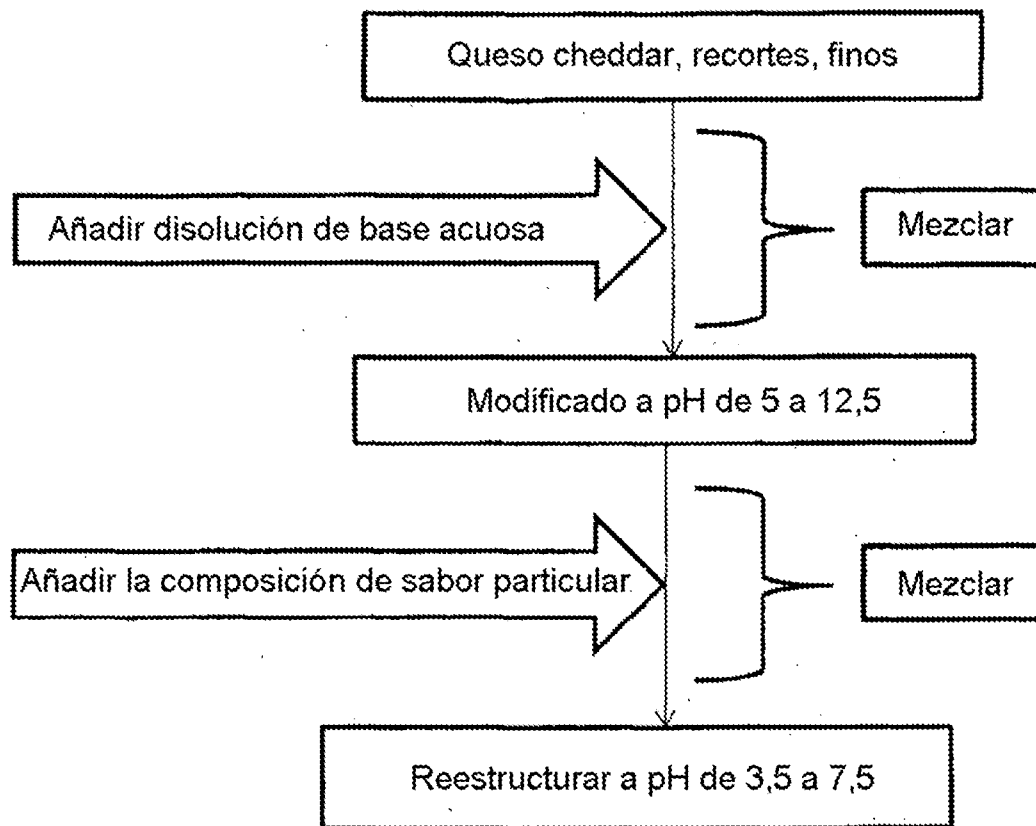 Queso cheddar, recortes, finos
Añadir disolución de base acuosa
Mezclar
Modificado a pH de 5 a 12,5
Añadir la composición de sabor particular
Mezclar
Reestructurar a pH de 3,5 a 7,5